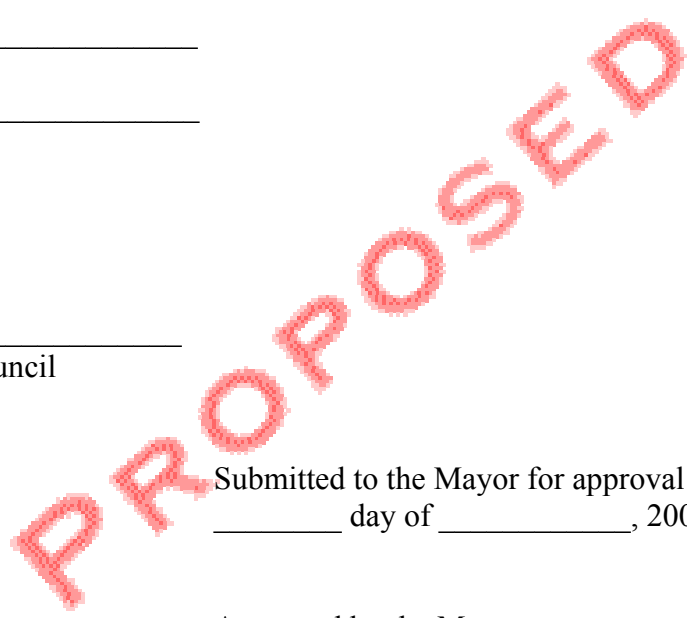 PROPOSED
uncil
Submitted to the Mayor for approval
________ day of ____________, 200